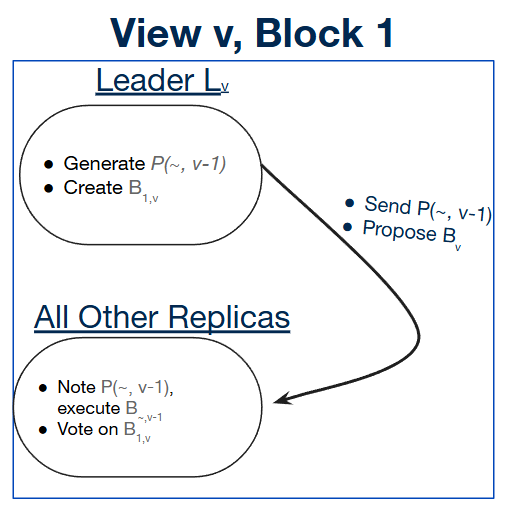 View v, Block 1
Leader Lv
● Generate P(~, v-1)
● Create B1,v
● Send P(~, v-1)
● Propose Bv
All Other Replicas
● Note P(~, v-1),
execute B~,v-1
● Vote on B1,v